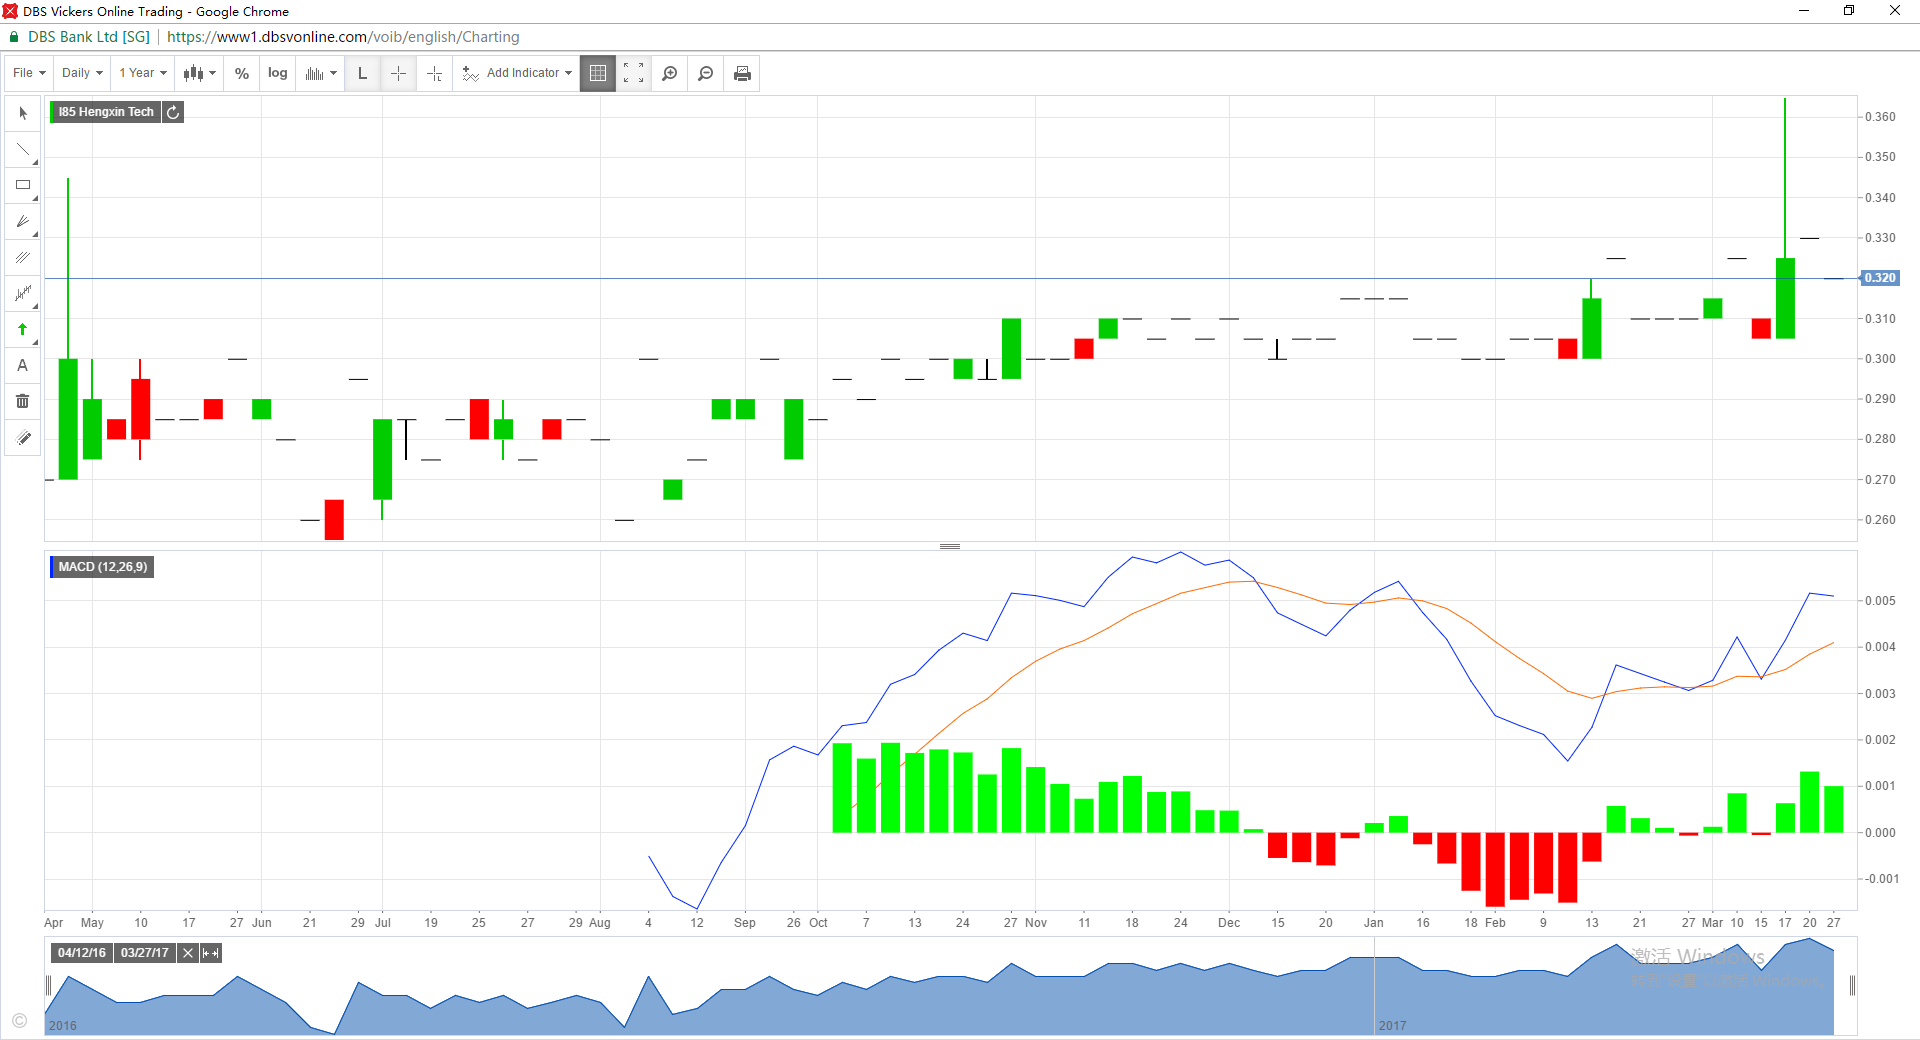 DBS Vickers Online Trading - Google Chrome
DBS Bank Ltd [SG] | https://www1.dbsvonline.com/voib/english/Charting
File Daily 1 Year % log L Add Indicator
I85 Hengxin Tech
A
0.360
0.350
0.340
0.330
0.320
0.310
0.300
0.290
0.280
0.270
0.260
MACD (12,26,9)
0.005
0.004
0.003
0.002
0.001
0.000
-0.001
Apr May 10 17 27 Jun 21 29 Jul 19 25 27 29 Aug 4 12 Sep 26 Oct 7 13 24 27 Nov 11 18 24 Dec 15 20 Jan 16 18 Feb 9 13 21 27 Mar 10 15 17 20 27
04/12/16 03/27/17
激活 Windows
©
2016 2017